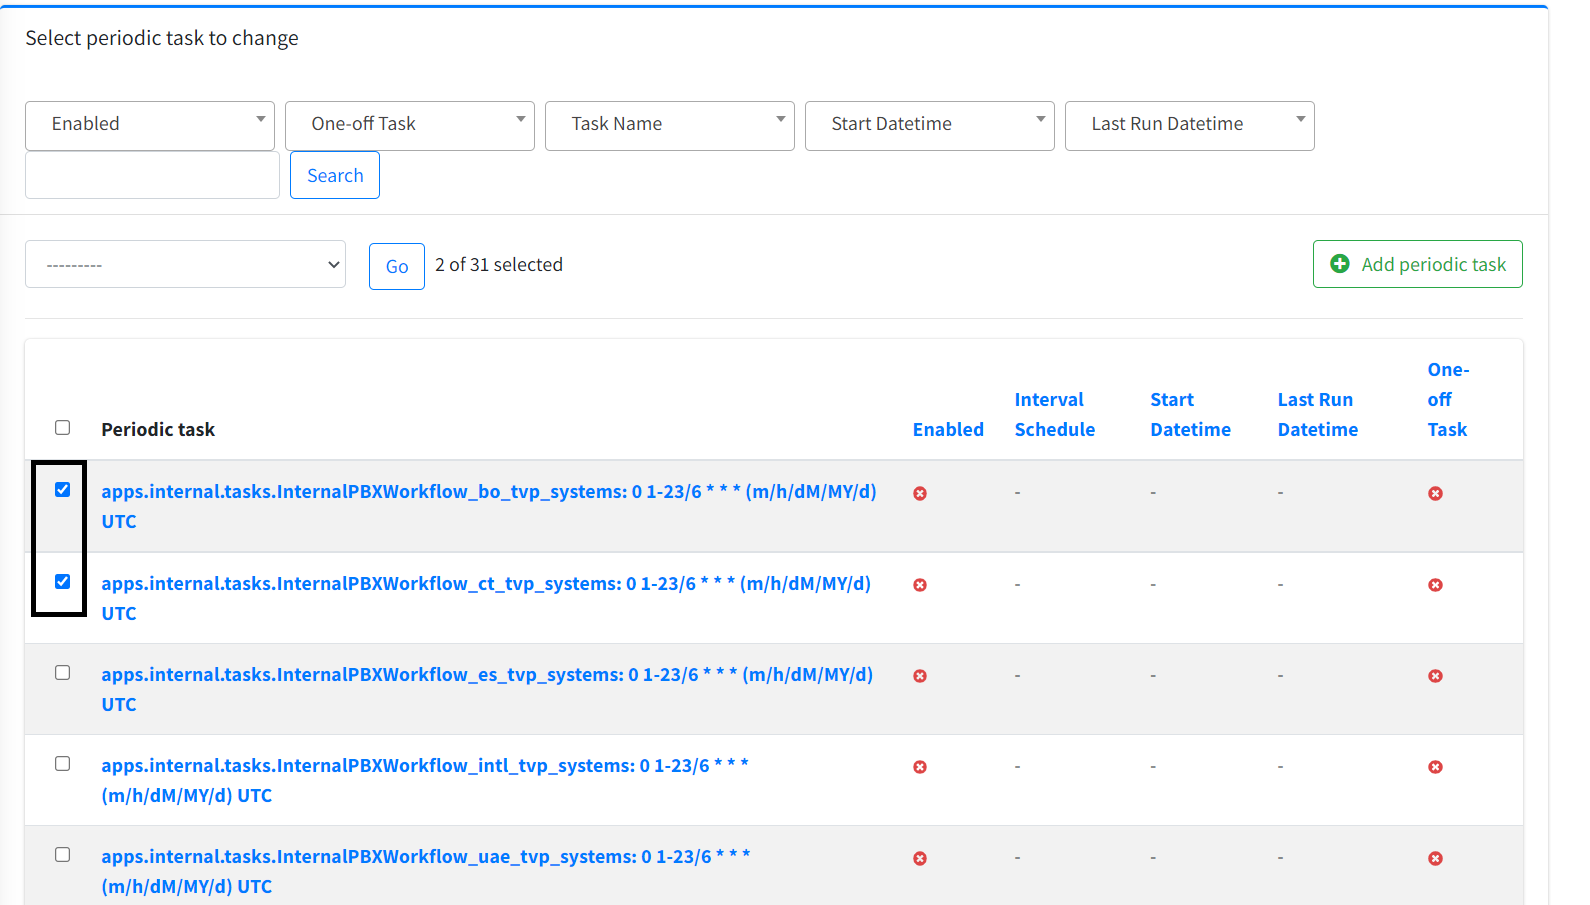 Select periodic task to change
Enabled One-off Task Task Name Start Datetime Last Run Datetime
Search
--------- Go 2 of 31 selected Add periodic task
One-
Interval Start Last Run off
Periodic task Enabled Schedule Datetime Datetime Task
apps.internal.tasks.InternalPBXWorkflow_bo_tvp_systems: 0 1-23/6 * * * (m/h/dM/MY/d) - - -
UTC
apps.internal.tasks.InternalPBXWorkflow_ct_tvp_systems: 0 1-23/6 * * * (m/h/dM/MY/d) - - -
UTC
apps.internal.tasks.InternalPBXWorkflow_es_tvp_systems: 0 1-23/6 * * * (m/h/dM/MY/d) - - -
UTC
apps.internal.tasks.InternalPBXWorkflow_intl_tvp_systems: 0 1-23/6 * * * - - -
(m/h/dM/MY/d) UTC
apps.internal.tasks.InternalPBXWorkflow_uae_tvp_systems: 0 1-23/6 * * * - - -
(m/h/dM/MY/d) UTC